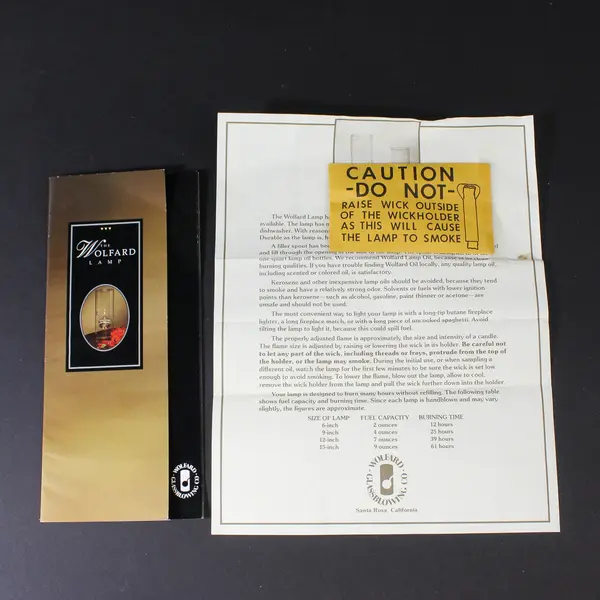 THE
WOLFARD
LAMP
WOLFARD
GLASSBLOWING CO
CAUTION
-DO NOT-
RAISE WICK OUTSIDE
OF THE WICKHOLDER
AS THIS WILL CAUSE
THE LAMP TO SMOKE
The Wolfard Lamp
available. The lamp has
dishwasher. With
Durable as the lamp is,
A filler spout has been
and fill through the opening
quart lamp oil bottles. We recommend Wolfard Oil, because
burning qualities. If you have trouble finding Wolfard Oil locally, any quality lamp oil,
including scented or colored oil, is satisfactory.
Kerosene and other inexpensive lamp oils should be avoided, because they tend
to smoke and have a relatively strong odor. Solvents or fuels with lower ignition
points than kerosene—such as alcohol, gasoline, paint thinner or acetone—are
unsafe and should not be used.
The most convenient way to light your lamp is with a long-tip butane fireplace
lighter, a long fireplace match, or with a long piece of uncooked spaghetti. Avoid
tilting the lamp to light it, because this could spill fuel.
The properly adjusted flame is approximately, the size and intensity of a candle.
The flame size is adjusted by raising or lowering the wick in its holder. Be careful not
to let any part of the wick, including threads or frays, protrude from the top of
the holder, or the lamp may smoke. During the initial use, or when sampling a
different oil, watch the lamp for the first few minutes to be sure the wick is set low
enough to avoid smoking. To lower the flame, blow out the lamp, allow to cool,
remove the wick holder from the lamp and pull the wick further down into the holder
Your lamp is designed to burn many hours without refilling. The following table
shows fuel capacity and burning time. Since each lamp is handblown and may vary
slightly, the figures are approximate.
SIZE OF LAMP FUEL CAPACITY BURNING TIME
6-inch 2 ounces 12 hours
9-inch 4 ounces 25 hours
12-inch 7 ounces 39 hours
15-inch 9 ounces 61 hours
WOLFARD
GLASSBLOWING CO
Santa Rosa California